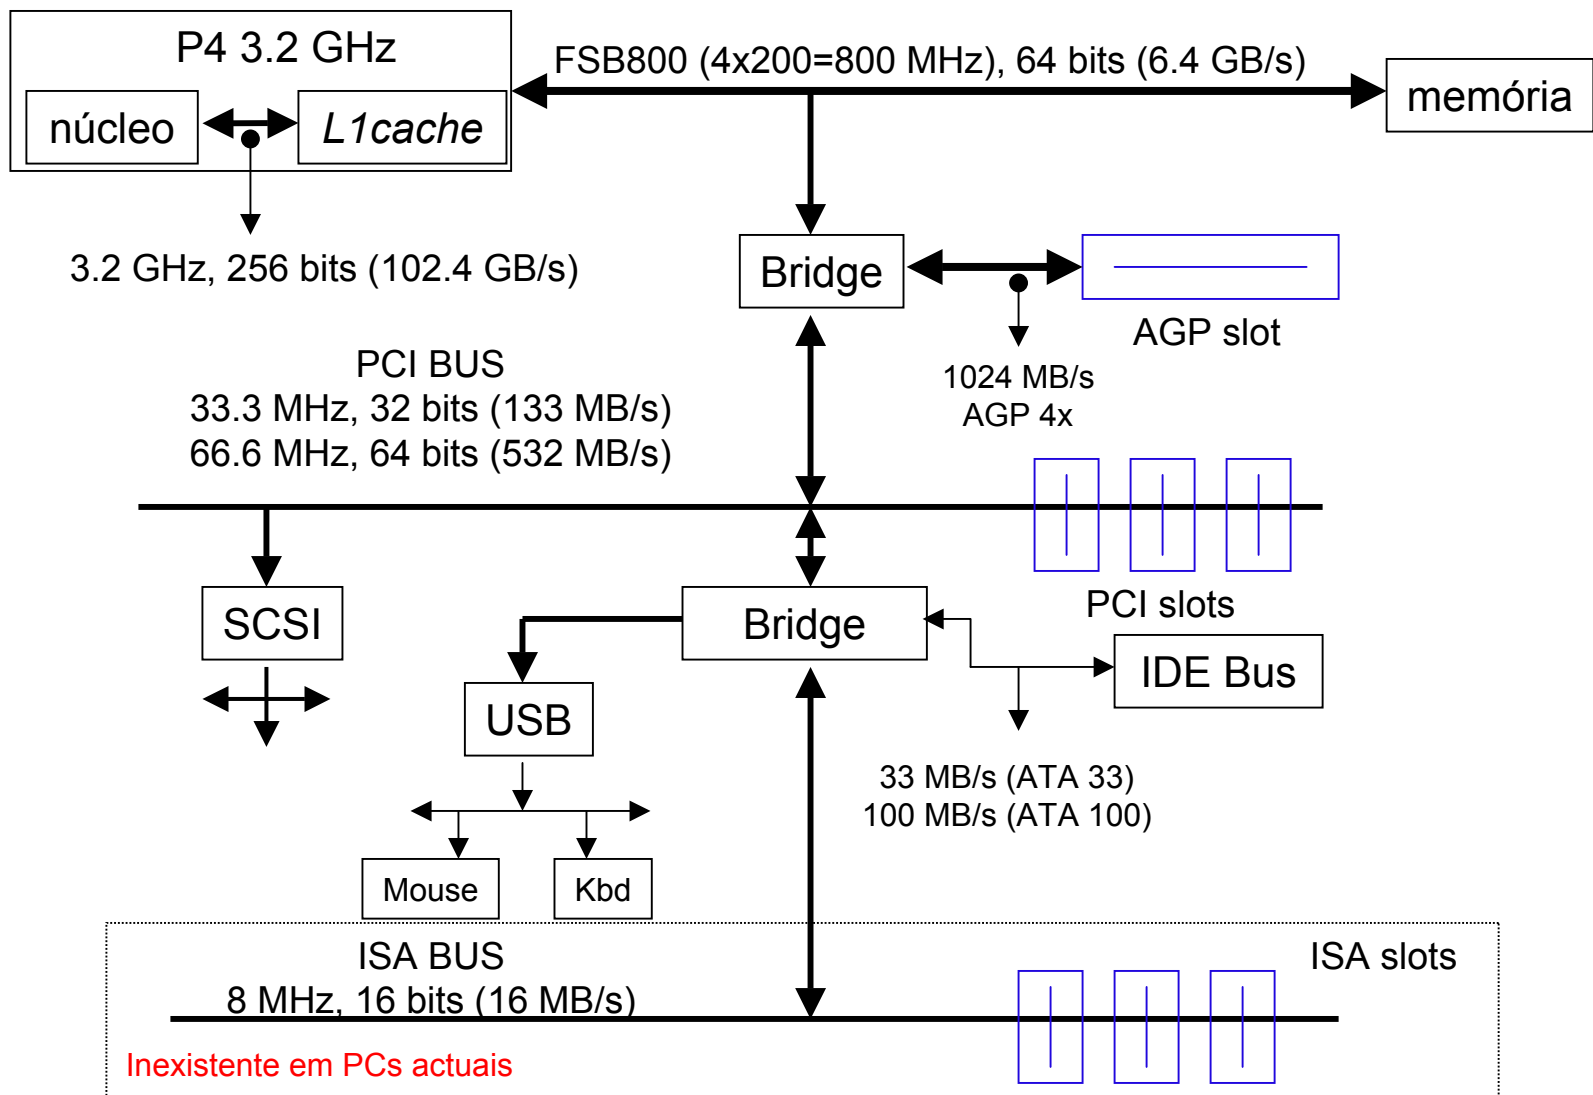 P4 3.2 GHz
FSB800 (4x200=800 MHz), 64 bits (6.4 GB/s)
memória
núcleo
L1cache
3.2 GHz, 256 bits (102.4 GB/s)
Bridge
AGP slot
1024 MB/s
AGP 4x
PCI BUS
33.3 MHz, 32 bits (133 MB/s)
66.6 MHz, 64 bits (532 MB/s)
PCI slots
SCSI
Bridge
IDE Bus
USB
33 MB/s (ATA 33)
100 MB/s (ATA 100)
Mouse
Kbd
ISA BUS
8 MHz, 16 bits (16 MB/s)
ISA slots
Inexistente em PCs actuais